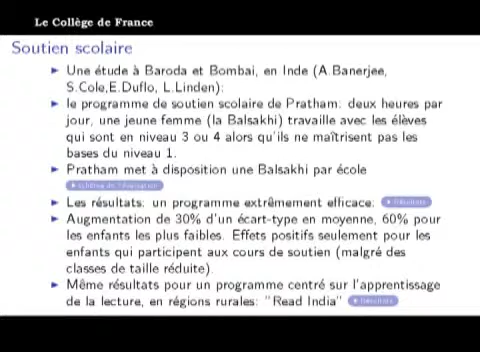 Le Collège de France
Soutien scolaire
Une étude à Baroda et Bombai, en Inde (A.Banerjee,
S.Cole,E.Duflo, L.Linden):
le programme de soutien scolaire de Pratham: deux heures par
jour, une jeune femme (la Balsakhi) travaille avec les élèves
qui sont en niveau 3 ou 4 alors qu'ils ne maîtrisent pas les
bases du niveau 1.
Pratham met à disposition une Balsakhi par école
Les résultats: un programme extrêmement efficace: Résultats
Augmentation de 30% d'un écart-type en moyenne, 60% pour
les enfants les plus faibles. Effets positifs seulement pour les
enfants qui participent aux cours de soutien (malgré des
classes de taille réduite).
Même résultats pour un programme centré sur l'apprentissage
de la lecture, en régions rurales: "Read India" Résultats